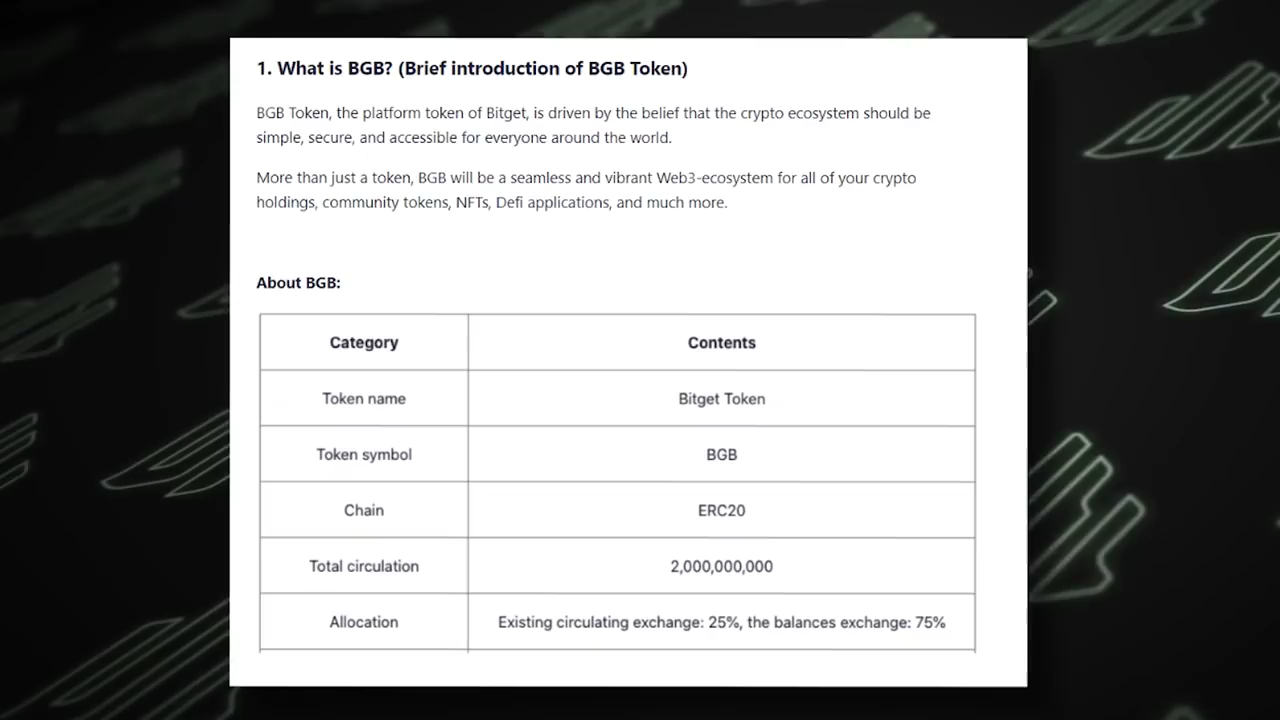 1. What is BGB? (Brief introduction of BGB Token)
BGB Token, the platform token of Bitget, is driven by the belief that the crypto ecosystem should be
simple, secure, and accessible for everyone around the world.
More than just a token, BGB will be a seamless and vibrant Web3-ecosystem for all of your crypto
holdings, community tokens, NFTs, Defi applications, and much more.
About BGB:
Category Contents
Token name Bitget Token
Token symbol BGB
Chain ERC20
Total circulation 2,000,000,000
Allocation Existing circulating exchange: 25%, the balances exchange: 75%